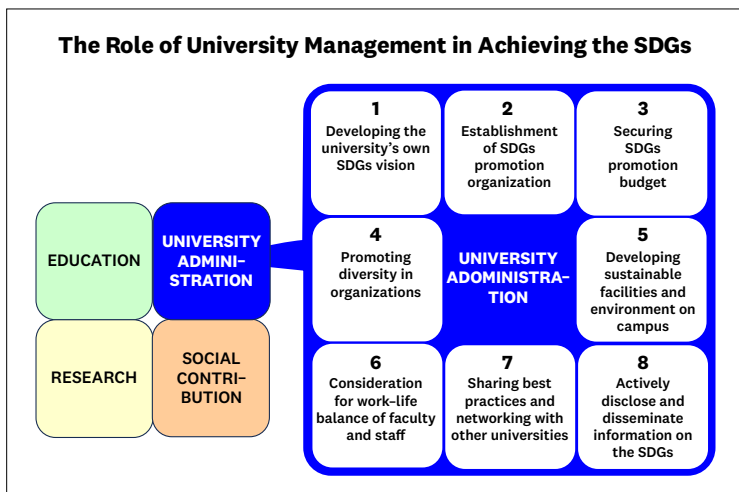 The Role of University Management in Achieving the SDGs
EDUCATION
UNIVERSITY
ADMINI-
STRATION
RESEARCH
SOCIAL
CONTRI-
BUTION
1
Developing the
university's own
SDGs vision
2
Establishment
of SDGs
promotion
organization
3
Securing
SDGs
promotion
budget
4
Promoting
diversity in
organizations
UNIVERSITY
ADOMINISTRA-
TION
5
Developing
sustainable
facilities and
environment on
campus
6
Consideration
for work-life
balance of faculty
and staff
7
Sharing best
practices and
networking with
other universities
8
Actively
disclose and
disseminate
information on
the SDGs